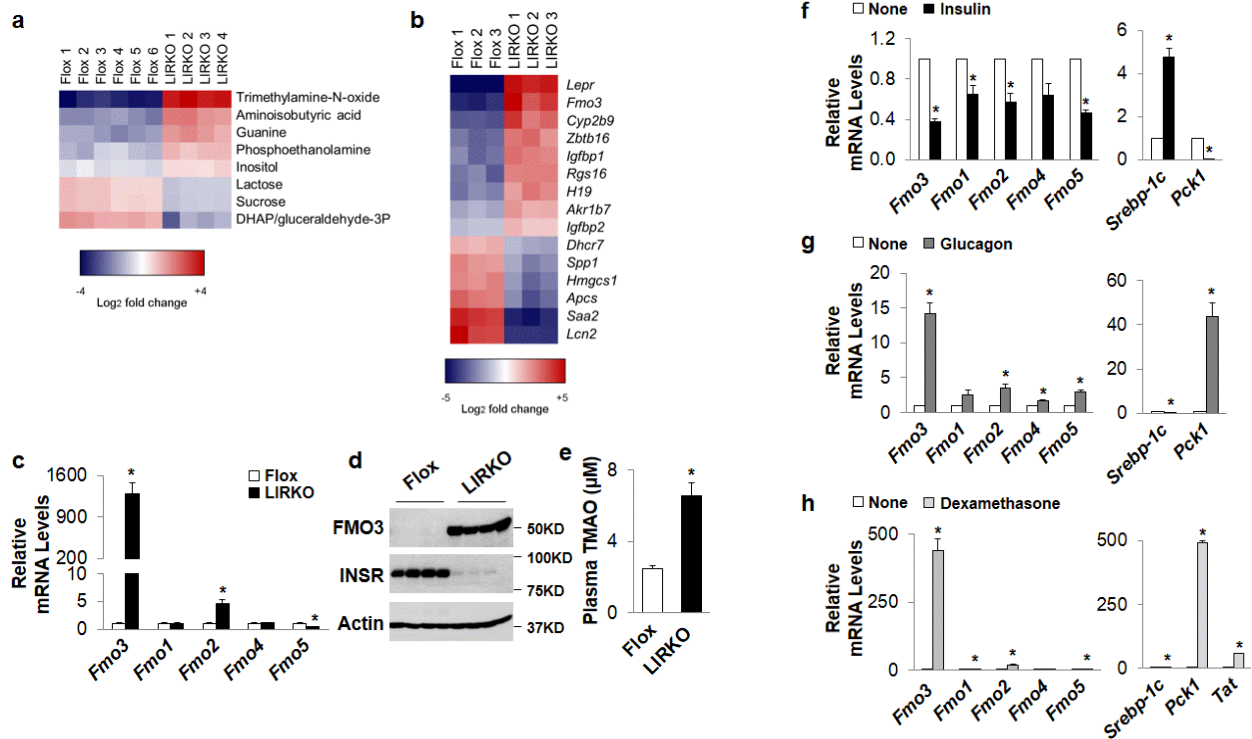 a
Flox 1
Flox 2
Flox 3
Flox 4
Flox 5
Flox 6
LIRKO 1
LIRKO 2
LIRKO 3
LIRKO 4
Trimethylamine-N-oxide
Aminoisobutyric acid
Guanine
Phosphoethanolamine
Inositol
Lactose
Sucrose
DHAP/gluceraldehyde-3P
-4
+4
Log2 fold change
b
Flox 1
Flox 2
Flox 3
LIRKO 1
LIRKO 2
LIRKO 3
Lepr
Fmo3
Cyp2b9
Zbtb16
Igfbp1
Rgs16
H19
Akr1b7
Igfbp2
Dhcr7
Spp1
Hmgcs1
Apcs
Saa2
Lcn2
-5
+5
Log2 fold change
c
Flox
LIRKO
Relative
mRNA Levels
1600
900
200
10
5
0
*
*
*
Fmo3
Fmo1
Fmo2
Fmo4
Fmo5
d
Flox
LIRKO
FMO3
50KD
100KD
INSR
75KD
Actin
37KD
e
Plasma TMAO (µM)
8
4
0
*
Flox
LIRKO
f
None
Insulin
Relative
mRNA Levels
1.2
0.8
0.4
0.0
*
*
*
*
Fmo3
Fmo1
Fmo2
Fmo4
Fmo5
6
4
2
0
*
*
Srebp-1c
Pck1
g
None
Glucagon
Relative
mRNA Levels
20
15
10
5
0
*
*
*
*
Fmo3
Fmo1
Fmo2
Fmo4
Fmo5
60
40
20
0
*
*
Srebp-1c
Pck1
h
None
Dexamethasone
Relative
mRNA Levels
500
250
0
*
*
*
*
Fmo3
Fmo1
Fmo2
Fmo4
Fmo5
500
250
0
*
*
*
Srebp-1c
Pck1
Tat